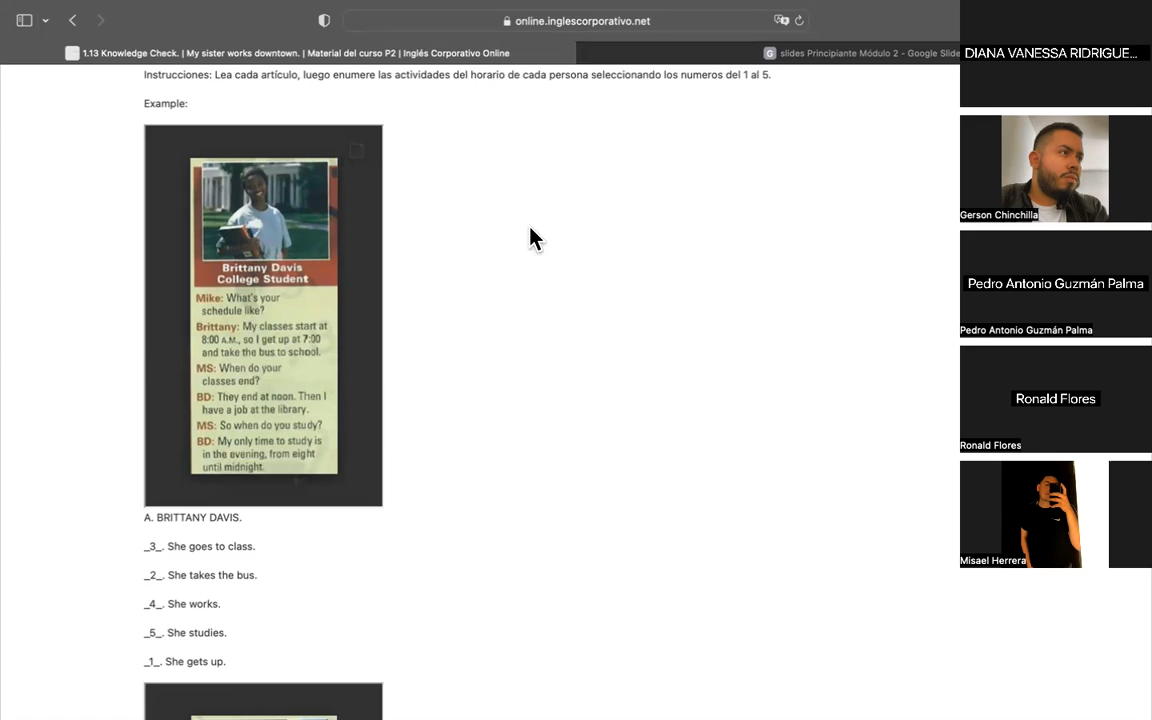 online.inglescorporativo.net
1.13 Knowledge Check. | My sister works downtown. | Material del curso P2 | Inglés Corporativo Online
G slides Principiante Módulo 2 - Google Slide
Instrucciones: Lea cada artículo, luego enumere las actividades del horario de cada persona seleccionando los numeros del 1 al 5.
Example:
Brittany Davis
College Student
Mike: What's your
schedule like?
Brittany: My classes start at
8:00 A.M., so I get up at 7:00
and take the bus to school.
MS: When do your
classes end?
BD: They end at noon. Then I
have a job at the library.
MS: So when do you study?
BD: My only time to study is
in the evening, from eight
until midnight.
A. BRITTANY DAVIS.
_3_. She goes to class.
_2_. She takes the bus.
_4_. She works.
_5_. She studies.
_1_. She gets up.
DIANA VANESSA RIDRIGUE...
Gerson Chinchilla
Pedro Antonio Guzmán Palma
Pedro Antonio Guzmán Palma
Ronald Flores
Ronald Flores
Misael Herrera